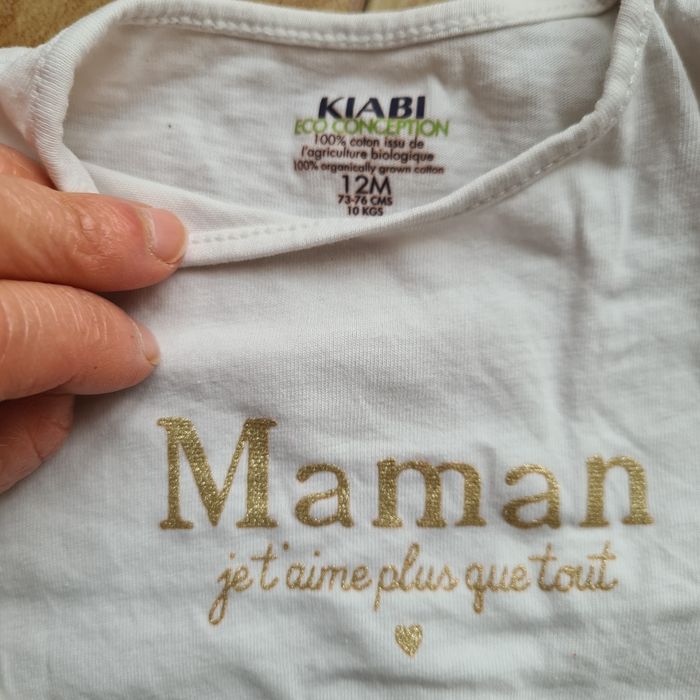 KIABI
ECO CONCEPTION
100% coton issu de
l'agriculture biologique
100% organically grown cotton
12M
73-76 CMS
10 KGS
Maman
je t'aime plus que tout